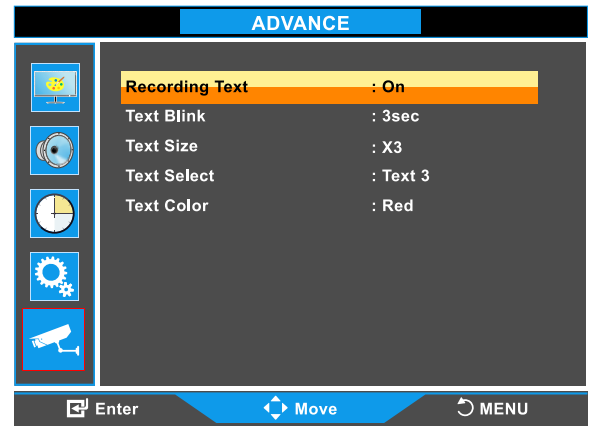 ADVANCE
Recording Text : On
Text Blink : 3sec
Text Size : X3
Text Select : Text 3
Text Color : Red
Enter Move MENU